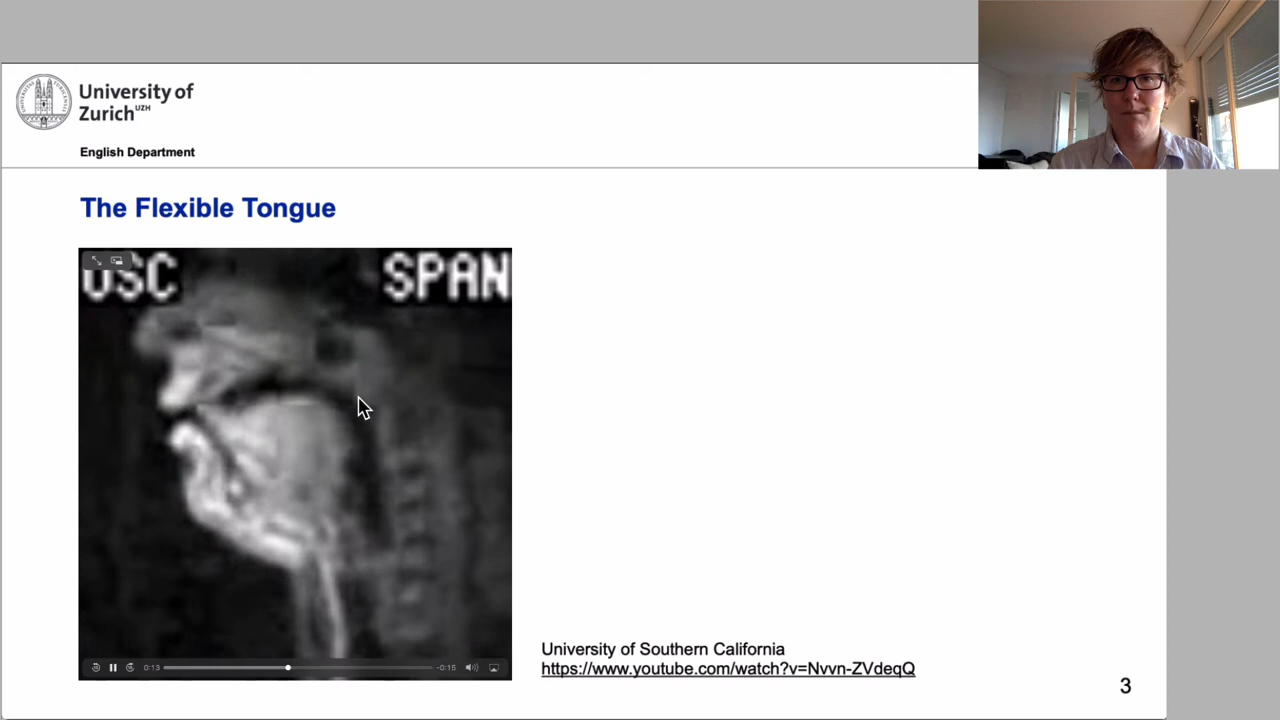 University of
Zurich UZH
English Department
The Flexible Tongue
USC
SPAN
0:13
-0:15
University of Southern California
https://www.youtube.com/watch?v=Nvvn-ZVdeqQ
3